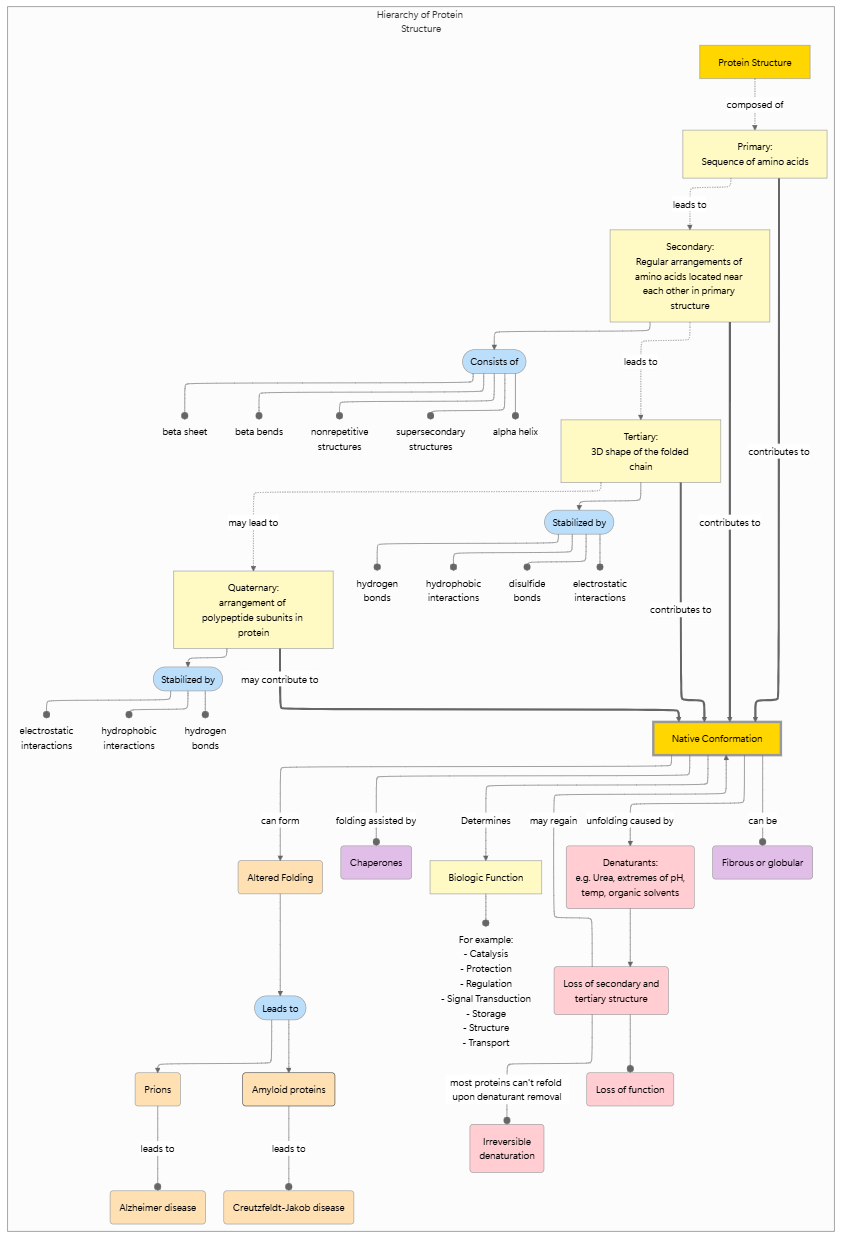 Hierarchy of Protein
Structure
Protein Structure
composed of
Primary:
Sequence of amino acids
leads to
Secondary:
Regular arrangements of
amino acids located near
each other in primary
structure
Consists of
leads to
beta sheet
beta bends
nonrepetitive
structures
supersecondary
structures
alpha helix
Tertiary:
3D shape of the folded
chain
contributes to
may lead to
Stabilized by
contributes to
hydrogen
bonds
hydrophobic
interactions
disulfide
bonds
electrostatic
interactions
contributes to
Quaternary:
arrangement of
polypeptide subunits in
protein
Stabilized by
may contribute to
electrostatic
interactions
hydrophobic
interactions
hydrogen
bonds
Native Conformation
can form
folding assisted by
Determines
may regain
unfolding caused by
can be
Altered Folding
Chaperones
Biologic Function
Denaturants:
e.g. Urea, extremes of pH,
temp, organic solvents
Fibrous or globular
For example:
- Catalysis
- Protection
- Regulation
- Signal Transduction
- Storage
- Structure
- Transport
Loss of secondary and
tertiary structure
Leads to
Prions
Amyloid proteins
most proteins can't refold
upon denaturant removal
Loss of function
leads to
leads to
Irreversible
denaturation
Alzheimer disease
Creutzfeldt-Jakob disease